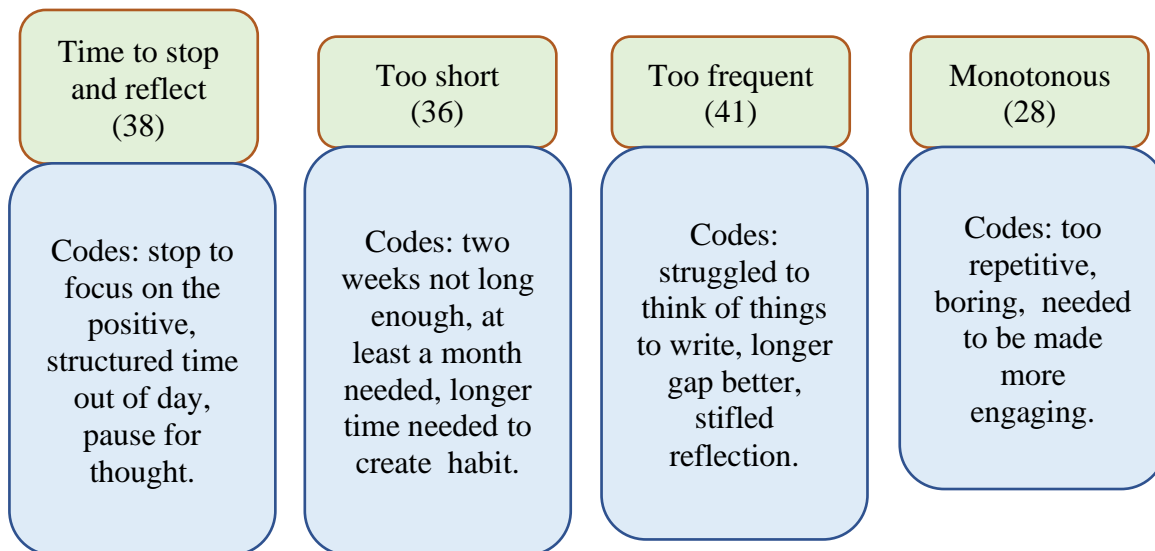 Time to stop
and reflect
(38)
Codes: stop to
focus on the
positive,
structured time
out of day,
pause for
thought.
Too short
(36)
Codes: two
weeks not long
enough, at
least a month
needed, longer
time needed to
create  habit.
Too frequent
(41)
Codes:
struggled to
think of things
to write, longer
gap better,
stifled
reflection.
Monotonous
(28)
Codes: too
repetitive,
boring,  needed
to be made
more
engaging.